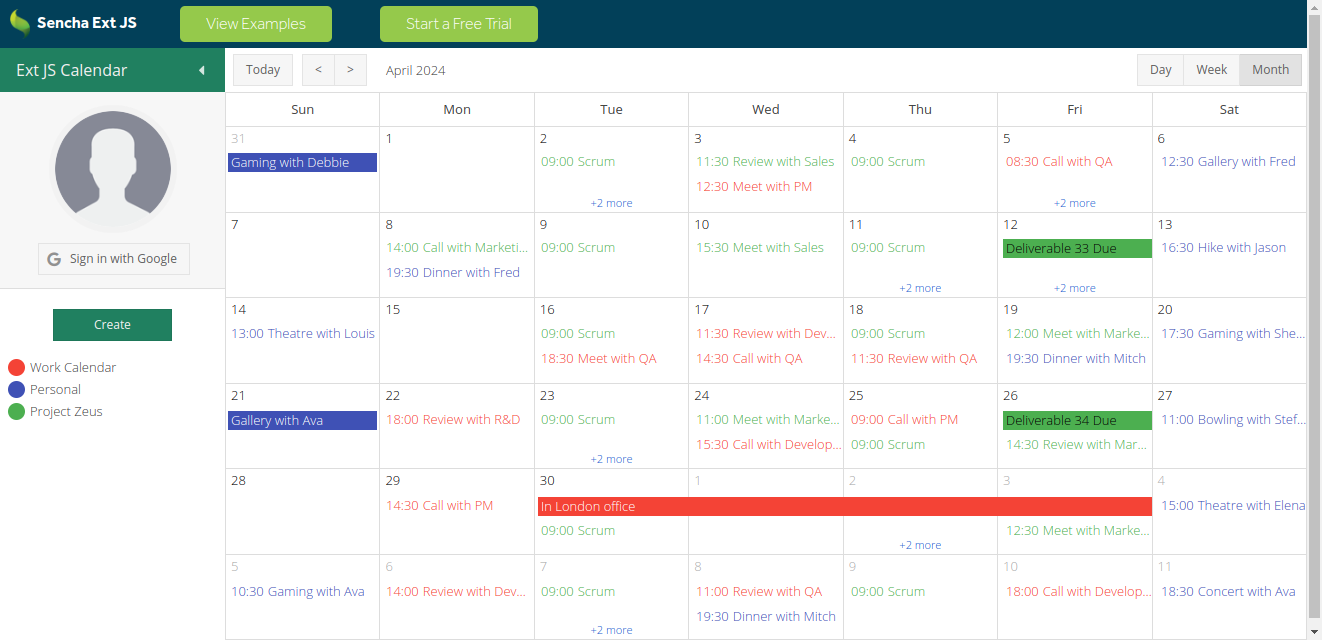 Sencha Ext JS
View Examples
Start a Free Trial
Ext JS Calendar
Today
<
>
April 2024
Day
Week
Month
Sign in with Google
Create
Work Calendar
Personal
Project Zeus
Sun Mon Tue Wed Thu Fri Sat
31
Gaming with Debbie
1
2
09:00 Scrum
+2 more
3
11:30 Review with Sales
12:30 Meet with PM
4
09:00 Scrum
5
08:30 Call with QA
+2 more
6
12:30 Gallery with Fred
7
8
14:00 Call with Marketi...
19:30 Dinner with Fred
9
09:00 Scrum
10
15:30 Meet with Sales
11
09:00 Scrum
+2 more
12
Deliverable 33 Due
+2 more
13
16:30 Hike with Jason
14
13:00 Theatre with Louis
15
16
09:00 Scrum
18:30 Meet with QA
17
11:30 Review with Dev...
14:30 Call with QA
18
09:00 Scrum
11:30 Review with QA
19
12:00 Meet with Marke...
19:30 Dinner with Mitch
20
17:30 Gaming with She...
21
Gallery with Ava
22
18:00 Review with R&D
23
09:00 Scrum
+2 more
24
11:00 Meet with Marke...
15:30 Call with Develop...
25
09:00 Call with PM
09:00 Scrum
26
Deliverable 34 Due
14:30 Review with Mar...
27
11:00 Bowling with Stef...
28
29
14:30 Call with PM
30
In London office
09:00 Scrum
1
2
+2 more
3
12:30 Meet with Marke...
4
15:00 Theatre with Elena
5
10:30 Gaming with Ava
6
14:00 Review with Dev...
7
09:00 Scrum
+2 more
8
11:00 Review with QA
19:30 Dinner with Mitch
9
09:00 Scrum
10
18:00 Call with Develop...
11
18:30 Concert with Ava